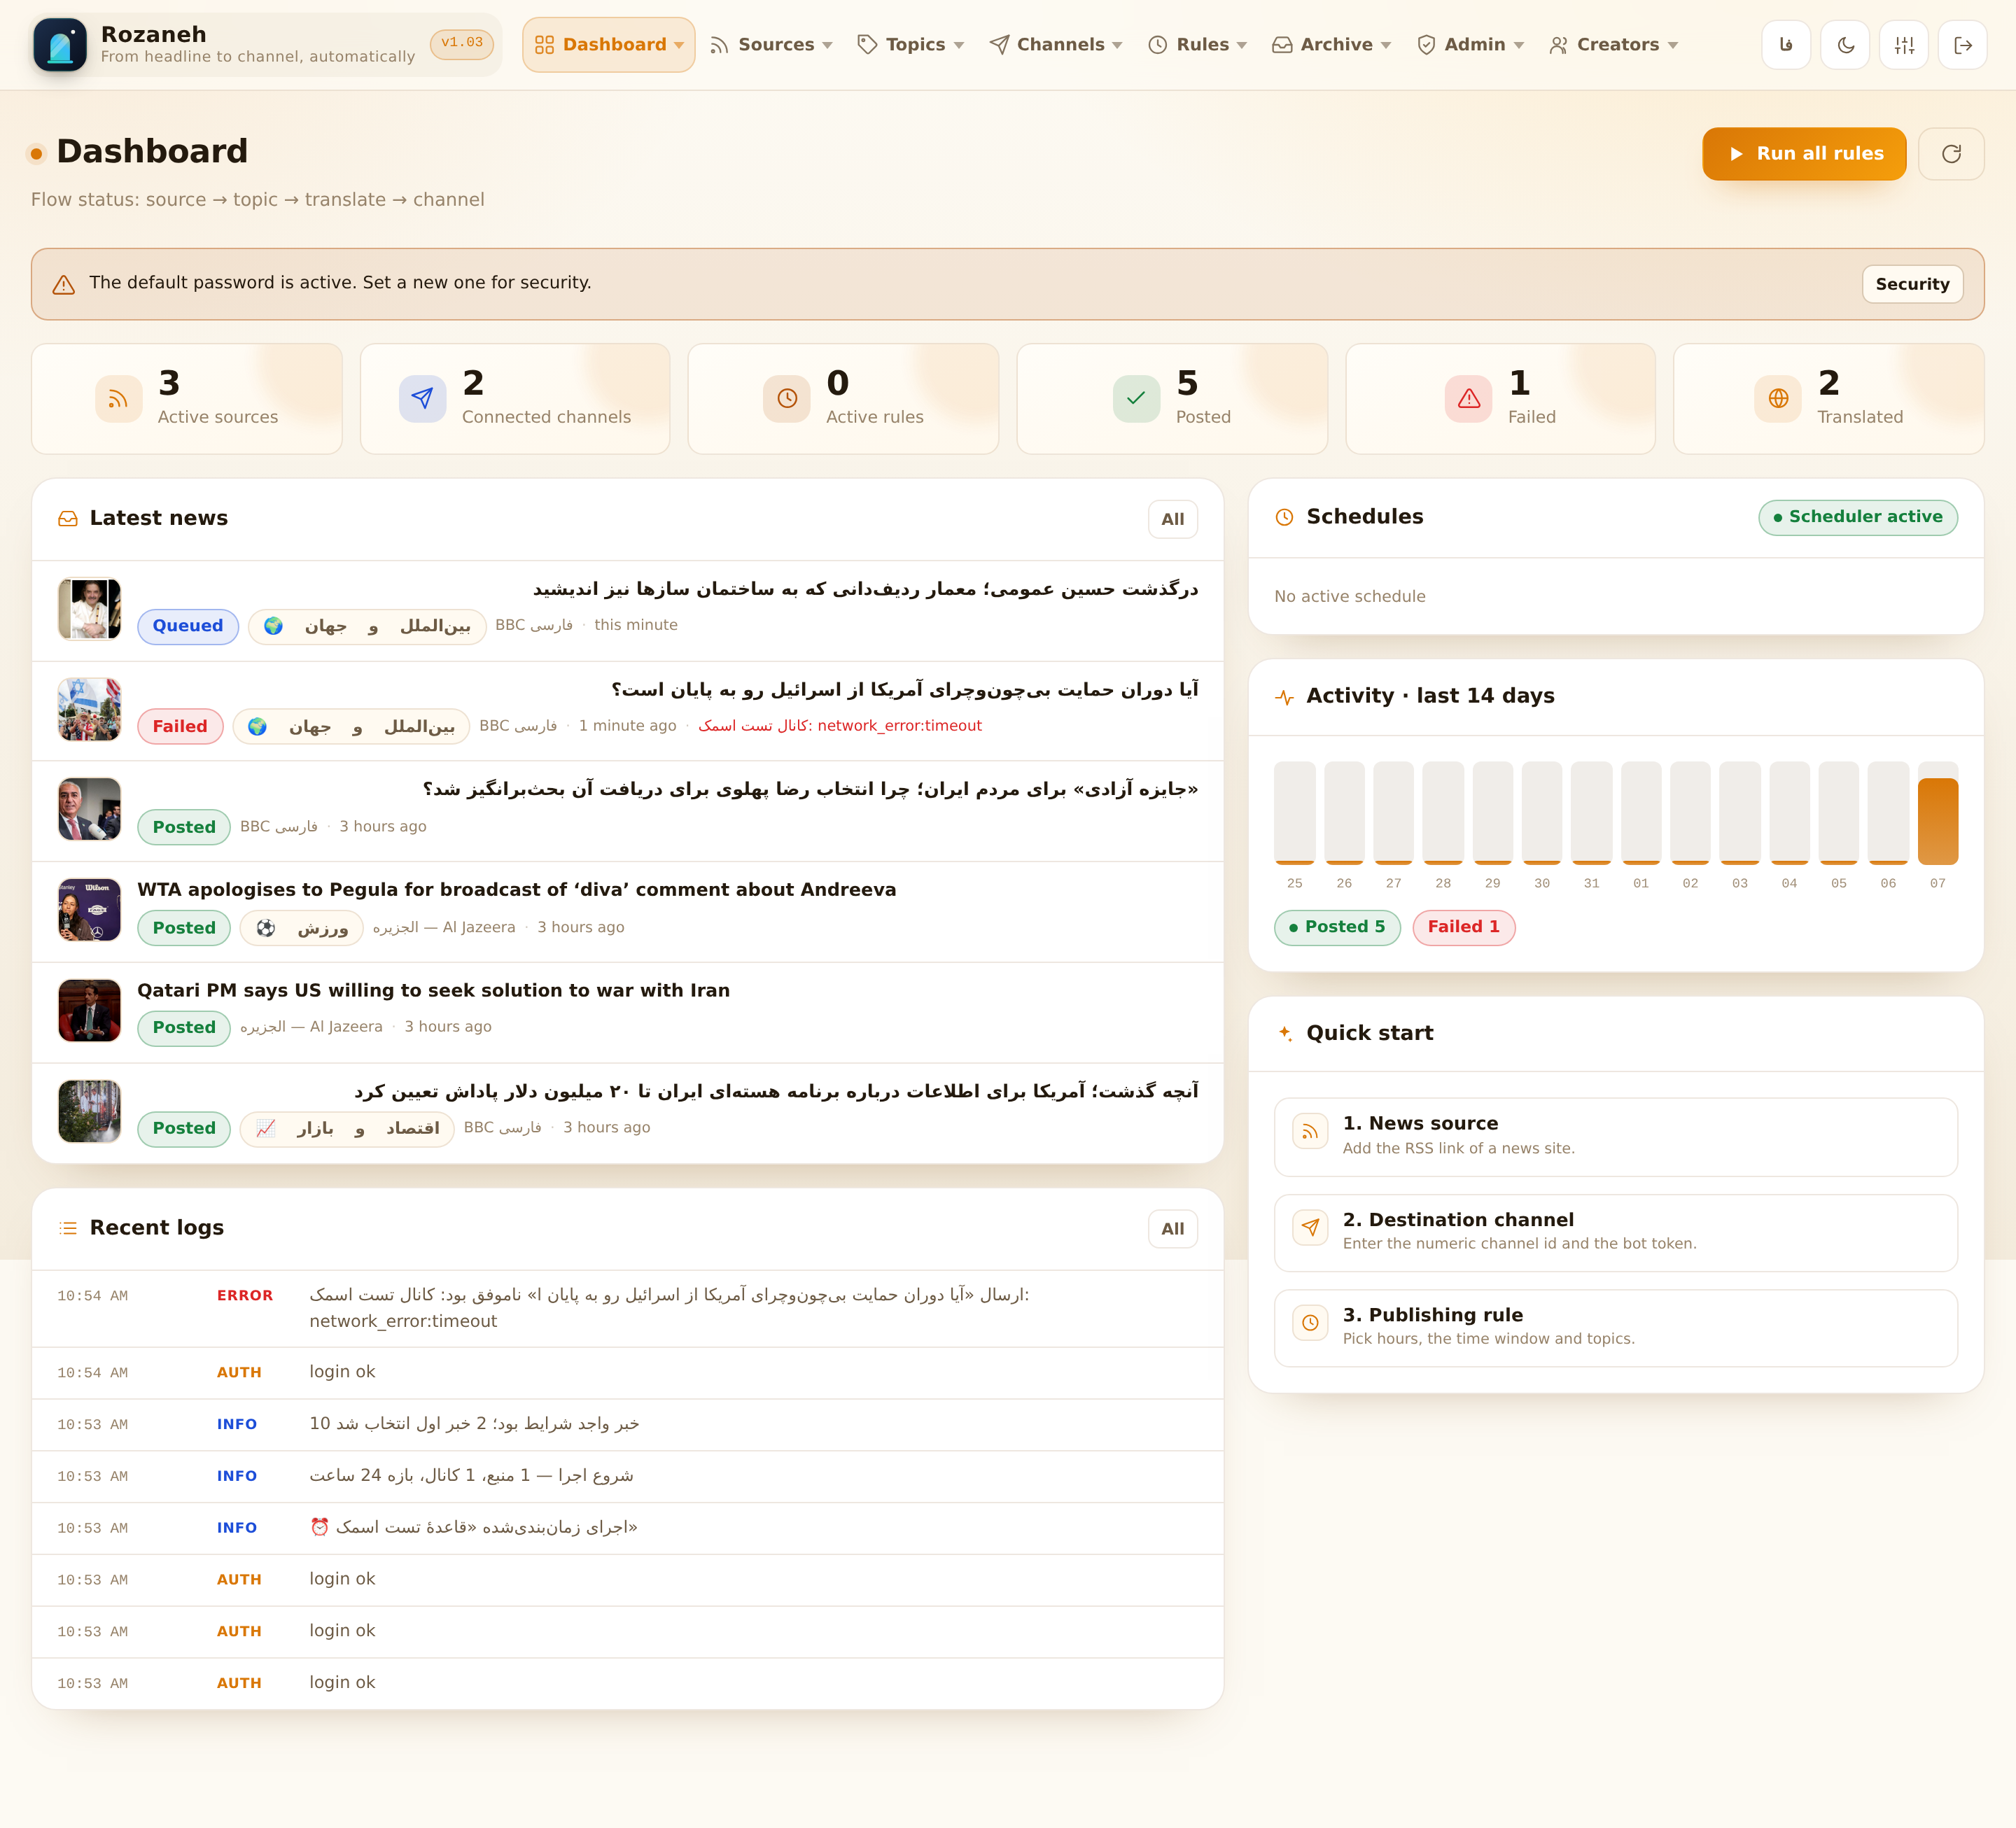 Rozaneh
From headline to channel, automatically
v1.03
Dashboard
Sources
Topics
Channels
Rules
Archive
Admin
Creators
فا
Dashboard
Run all rules
Flow status: source → topic → translate → channel
The default password is active. Set a new one for security.
Security
3
Active sources
2
Connected channels
0
Active rules
5
Posted
1
Failed
2
Translated
Latest news
All
درگذشت حسین عمومی؛ معمار ردیف‌دانی که به ساختمان سازها نیز اندیشید
Queued 🌍 بین‌الملل و جهان BBC فارسی · this minute
آیا دوران حمایت بی‌چون‌وچرای آمریکا از اسرائیل رو به پایان است؟
Failed 🌍 بین‌الملل و جهان BBC فارسی · 1 minute ago · کانال تست اسمک: network_error:timeout
«جایزه آزادی» برای مردم ایران؛ چرا انتخاب رضا پهلوی برای دریافت آن بحث‌برانگیز شد؟
Posted BBC فارسی · 3 hours ago
Wilson
WTA apologises to Pegula for broadcast of ‘diva’ comment about Andreeva
Posted ⚽ ورزش الجزیره — Al Jazeera · 3 hours ago
Qatari PM says US willing to seek solution to war with Iran
Posted الجزیره — Al Jazeera · 3 hours ago
آنچه گذشت؛ آمریکا برای اطلاعات درباره برنامه هسته‌ای ایران تا ۲۰ میلیون دلار پاداش تعیین کرد
Posted 📈 اقتصاد و بازار BBC فارسی · 3 hours ago
Recent logs
All
10:54 AM ERROR ارسال «آیا دوران حمایت بی‌چون‌وچرای آمریکا از اسرائیل رو به پایان ا» ناموفق بود: کانال تست اسمک:
network_error:timeout
10:54 AM AUTH login ok
10:53 AM INFO 10 خبر واجد شرایط بود؛ 2 خبر اول انتخاب شد
10:53 AM INFO شروع اجرا — 1 منبع، 1 کانال، بازه 24 ساعت
10:53 AM INFO ⏰ اجرای زمان‌بندی‌شده «قاعدهٔ تست اسمک»
10:53 AM AUTH login ok
10:53 AM AUTH login ok
10:53 AM AUTH login ok
Schedules
Scheduler active
No active schedule
Activity · last 14 days
25 26 27 28 29 30 31 01 02 03 04 05 06 07
Posted 5 Failed 1
Quick start
1. News source
Add the RSS link of a news site.
2. Destination channel
Enter the numeric channel id and the bot token.
3. Publishing rule
Pick hours, the time window and topics.